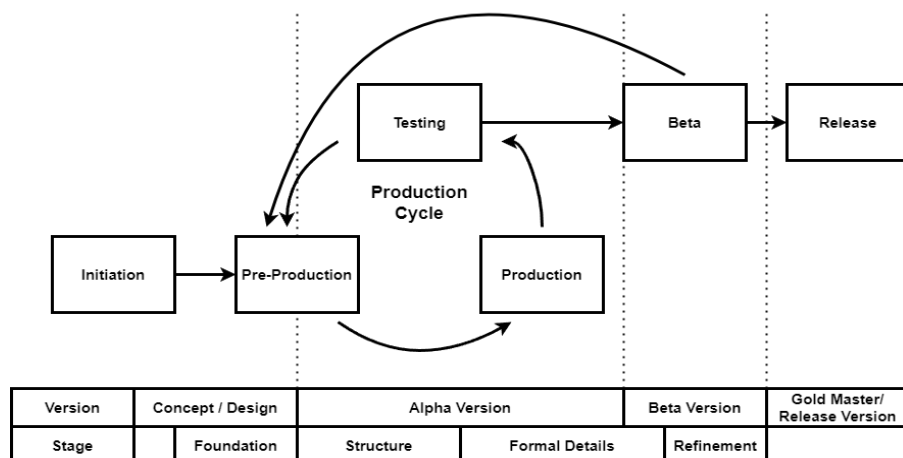 Testing
Beta
Release
Production
Cycle
Initiation
Pre-Production
Production
Version
Concept / Design
Alpha Version
Beta Version
Gold Master/
Release Version
Stage
Foundation
Structure
Formal Details
Refinement